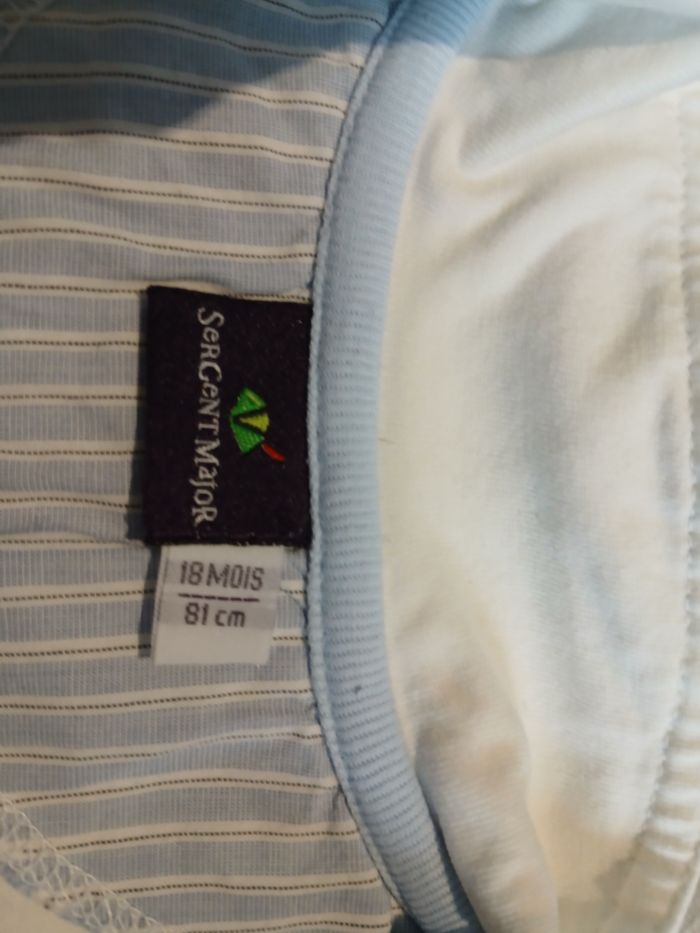 SerGent Major
18 MOIS
81 cm